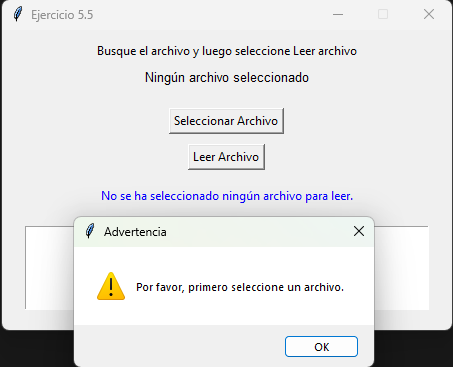 Ejercicio 5.5
Busque el archivo y luego seleccione Leer archivo
Ningún archivo seleccionado
Seleccionar Archivo
Leer Archivo
No se ha seleccionado ningún archivo para leer.
Advertencia
Por favor, primero seleccione un archivo.
OK